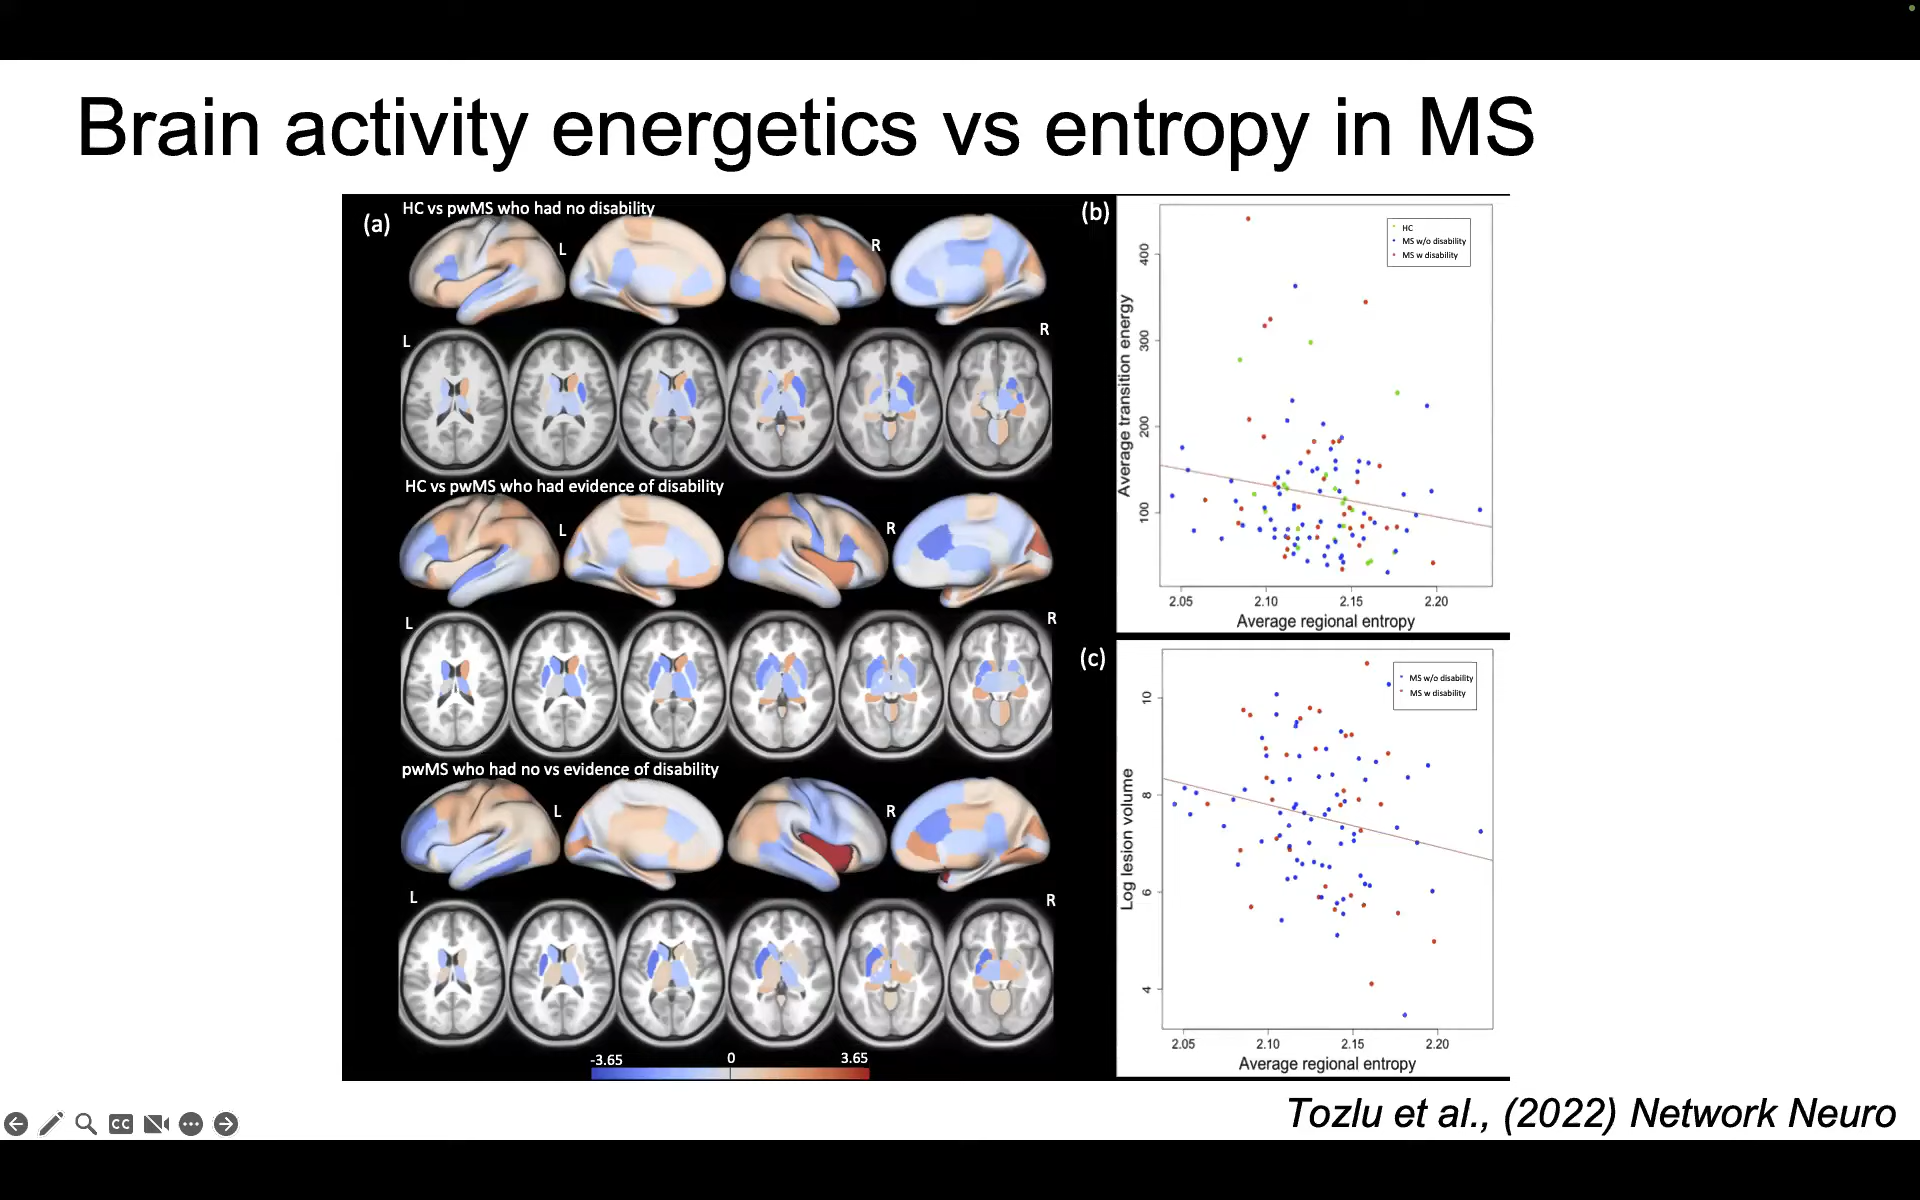 Brain activity energetics vs entropy in MS
(a)
HC vs pwMS who had no disability
L
R
L
R
HC vs pwMS who had evidence of disability
L
R
L
R
pwMS who had no vs evidence of disability
L
R
L
R
-3.65 0 3.65
(b)
HC
MS w/o disability
MS w disability
Average transition energy
400
300
200
100
2.05 2.10 2.15 2.20
Average regional entropy
(c)
MS w/o disability
MS w disability
Log lesion volume
10
8
6
4
2.05 2.10 2.15 2.20
Average regional entropy
Tozlu et al., (2022) Network Neuro
CC